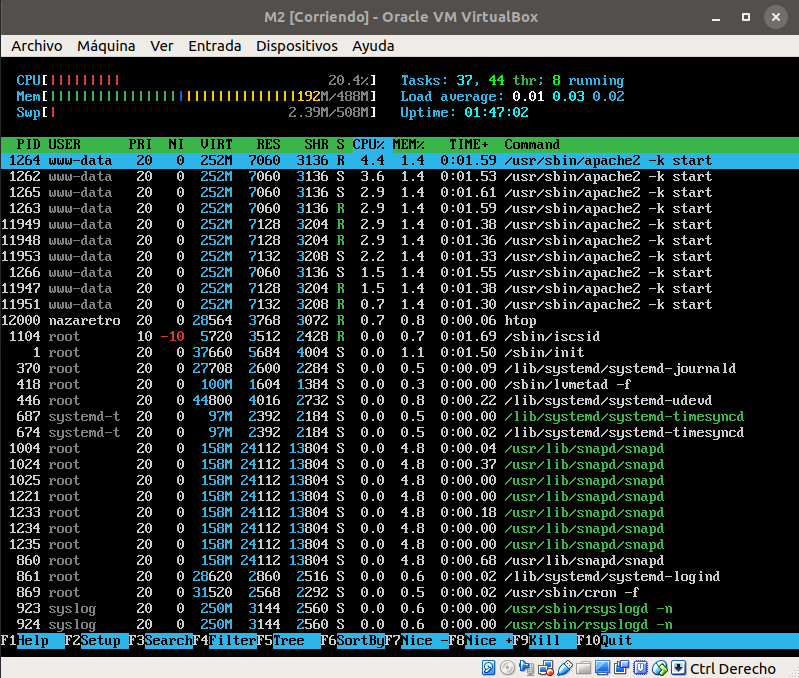 M2 [Corriendo] - Oracle VM VirtualBox
Archivo Máquina Ver Entrada Dispositivos Ayuda
CPU[||||||||| 20.4%] Tasks: 37, 44 thr; 8 running
Mem[|||||||||||||||||||||||||||||||192M/488M] Load average: 0.01 0.03 0.02
Swp[| 2.39M/508M] Uptime: 01:47:02
PID USER PRI NI VIRT RES SHR S CPU% MEM% TIME+ Command
1264 www-data 20 0 252M 7060 3136 R 4.4 1.4 0:01.59 /usr/sbin/apache2 -k start
1262 www-data 20 0 252M 7060 3136 S 3.6 1.4 0:01.53 /usr/sbin/apache2 -k start
1265 www-data 20 0 252M 7060 3136 S 2.9 1.4 0:01.61 /usr/sbin/apache2 -k start
1263 www-data 20 0 252M 7060 3136 R 2.9 1.4 0:01.59 /usr/sbin/apache2 -k start
11949 www-data 20 0 252M 7128 3204 R 2.9 1.4 0:01.38 /usr/sbin/apache2 -k start
11948 www-data 20 0 252M 7128 3204 R 2.9 1.4 0:01.36 /usr/sbin/apache2 -k start
11953 www-data 20 0 252M 7132 3208 S 2.2 1.4 0:01.33 /usr/sbin/apache2 -k start
1266 www-data 20 0 252M 7060 3136 S 1.5 1.4 0:01.55 /usr/sbin/apache2 -k start
11947 www-data 20 0 252M 7128 3204 R 1.5 1.4 0:01.38 /usr/sbin/apache2 -k start
11951 www-data 20 0 252M 7132 3208 R 0.7 1.4 0:01.30 /usr/sbin/apache2 -k start
12000 nazaretro 20 0 28564 3768 3072 R 0.7 0.8 0:00.06 htop
1104 root 10 -10 5720 3512 2428 R 0.0 0.7 0:01.69 /sbin/iscsid
1 root 20 0 37660 5684 4004 S 0.0 1.1 0:01.50 /sbin/init
370 root 20 0 27708 2600 2284 S 0.0 0.5 0:00.09 /lib/systemd/systemd-journald
418 root 20 0 100M 1604 1384 S 0.0 0.3 0:00.00 /sbin/lvmetad -f
446 root 20 0 44800 4016 2732 S 0.0 0.8 0:00.22 /lib/systemd/systemd-udevd
687 systemd-t 20 0 97M 2392 2184 S 0.0 0.5 0:00.00 /lib/systemd/systemd-timesyncd
674 systemd-t 20 0 97M 2392 2184 S 0.0 0.5 0:00.02 /lib/systemd/systemd-timesyncd
1004 root 20 0 158M 24112 13804 S 0.0 4.8 0:00.04 /usr/lib/snapd/snapd
1024 root 20 0 158M 24112 13804 S 0.0 4.8 0:00.37 /usr/lib/snapd/snapd
1025 root 20 0 158M 24112 13804 S 0.0 4.8 0:00.00 /usr/lib/snapd/snapd
1221 root 20 0 158M 24112 13804 S 0.0 4.8 0:00.00 /usr/lib/snapd/snapd
1233 root 20 0 158M 24112 13804 S 0.0 4.8 0:00.18 /usr/lib/snapd/snapd
1234 root 20 0 158M 24112 13804 S 0.0 4.8 0:00.00 /usr/lib/snapd/snapd
1235 root 20 0 158M 24112 13804 S 0.0 4.8 0:00.00 /usr/lib/snapd/snapd
860 root 20 0 158M 24112 13804 S 0.0 4.8 0:00.68 /usr/lib/snapd/snapd
861 root 20 0 28620 2860 2516 S 0.0 0.6 0:00.02 /lib/systemd/systemd-logind
869 root 20 0 31520 2568 2292 S 0.0 0.5 0:00.02 /usr/sbin/cron -f
923 syslog 20 0 250M 3144 2560 S 0.0 0.6 0:00.00 /usr/sbin/rsyslogd -n
924 syslog 20 0 250M 3144 2560 S 0.0 0.6 0:00.00 /usr/sbin/rsyslogd -n
F1Help F2Setup F3SearchF4FilterF5Tree F6SortByF7Nice -F8Nice +F9Kill F10Quit
Ctrl Derecho